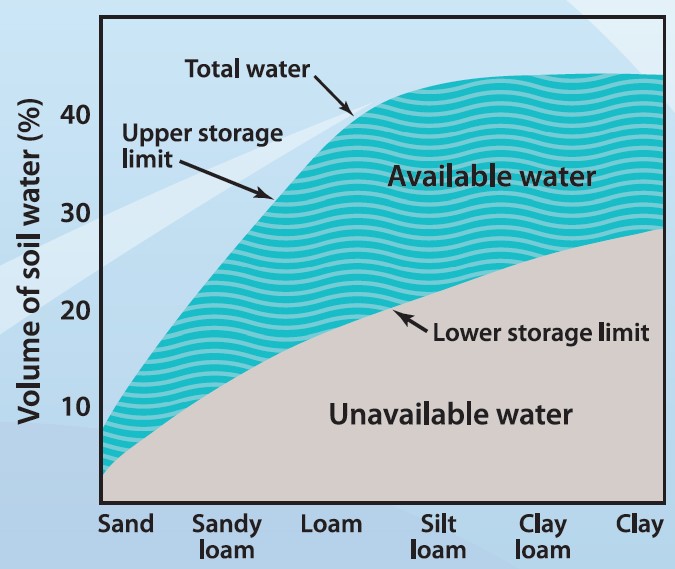 Total water
Upper storage
limit
Available water
Lower storage limit
Unavailable water
Volume of soil water (%)
40
30
20
10
Sand
Sandy
loam
Loam
Silt
loam
Clay
loam
Clay